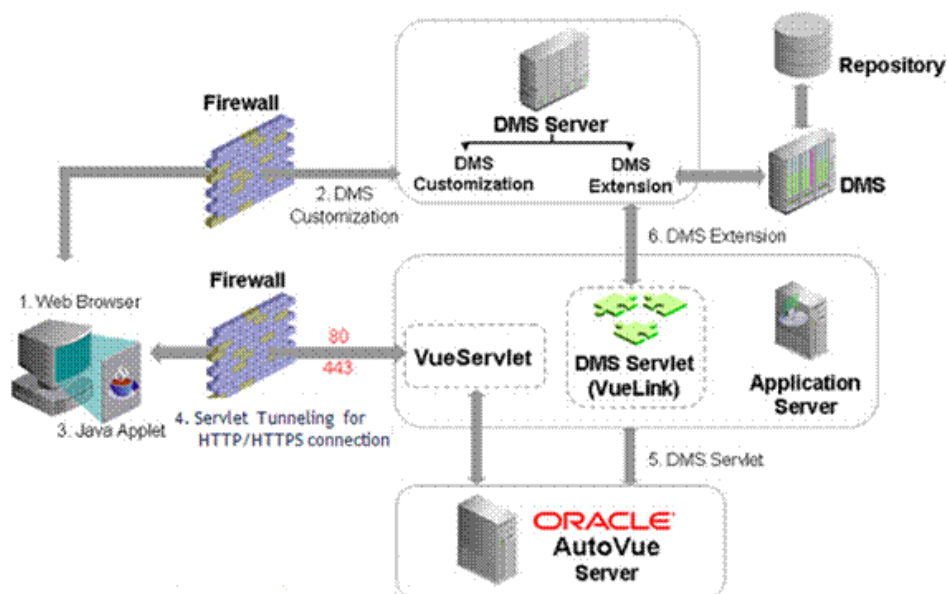 Repository
Firewall
DMS Server
DMS
Customization
DMS
Extension
DMS
2. DMS
Customization
6. DMS Extension
Firewall
1. Web Browser
80
443
VueServlet
DMS Servlet
(VueLink)
Application
Server
3. Java Applet
4. Servlet Tunneling for
HTTP/HTTPS connection
5. DMS Servlet
ORACLE
AutoVue
Server